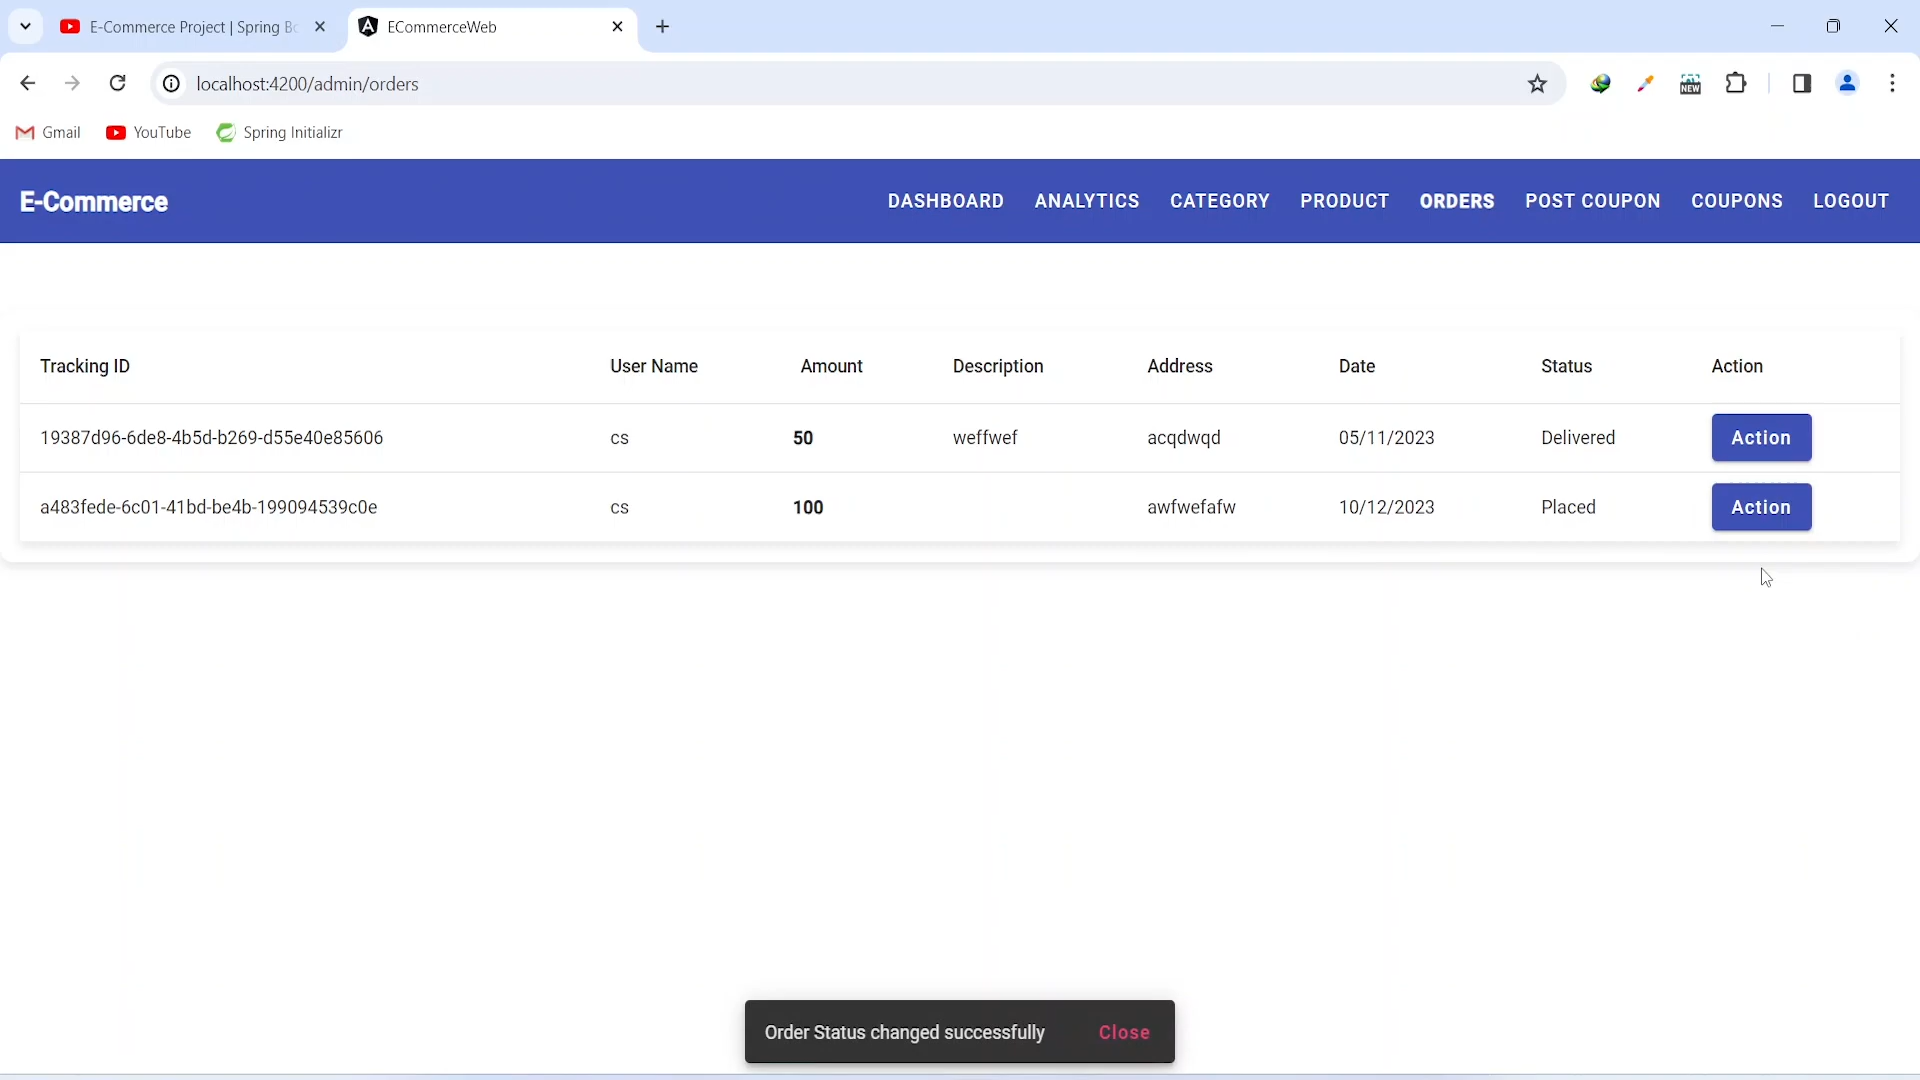 E-Commerce Project | Spring Bo
ECommerceWeb
localhost:4200/admin/orders
NEW
Gmail
YouTube
Spring Initializr
E-Commerce
DASHBOARD ANALYTICS CATEGORY PRODUCT ORDERS POST COUPON COUPONS LOGOUT
Tracking ID User Name Amount Description Address Date Status Action
19387d96-6de8-4b5d-b269-d55e40e85606 cs 50 weffwef acqdwqd 05/11/2023 Delivered Action
a483fede-6c01-41bd-be4b-199094539c0e cs 100 awfwefafw 10/12/2023 Placed Action
Order Status changed successfully Close